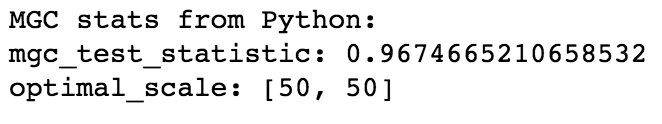 MGC stats from Python:
mgc_test_statistic: 0.9674665210658532
optimal_scale: [50, 50]